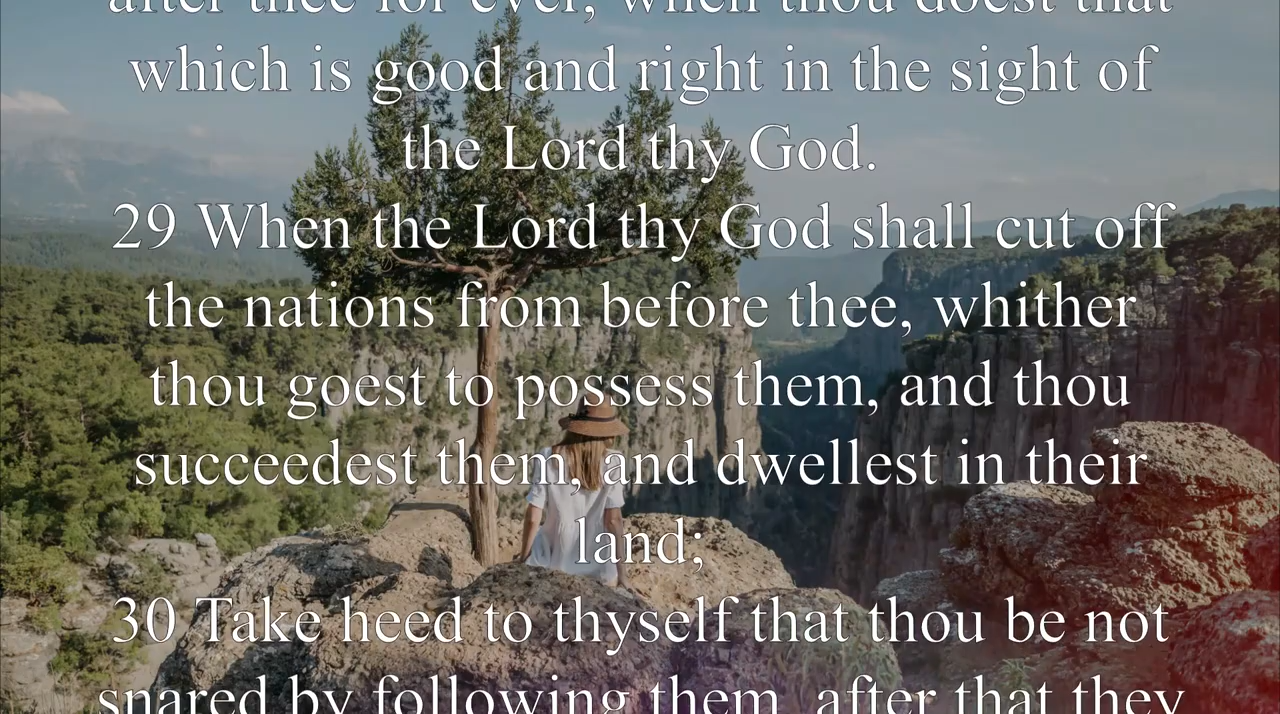 after thee for ever, when thou doest that
which is good and right in the sight of
the Lord thy God.
29 When the Lord thy God shall cut off
the nations from before thee, whither
thou goest to possess them, and thou
succeedest them, and dwellest in their
land;
30 Take heed to thyself that thou be not
snared by following them, after that they